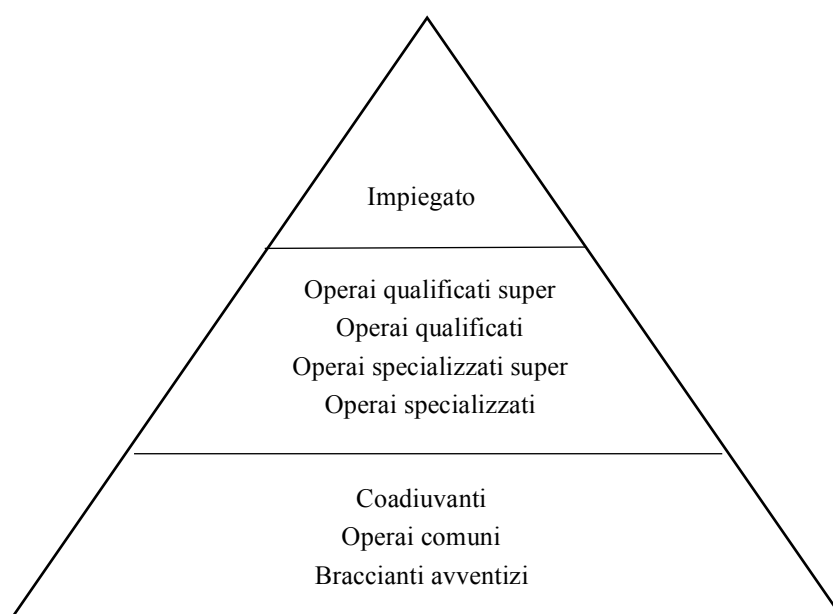 Impiegato
Operai qualificati super
Operai qualificati
Operai specializzati super
Operai specializzati
Coadiuvanti
Operai comuni
Braccianti avventizi